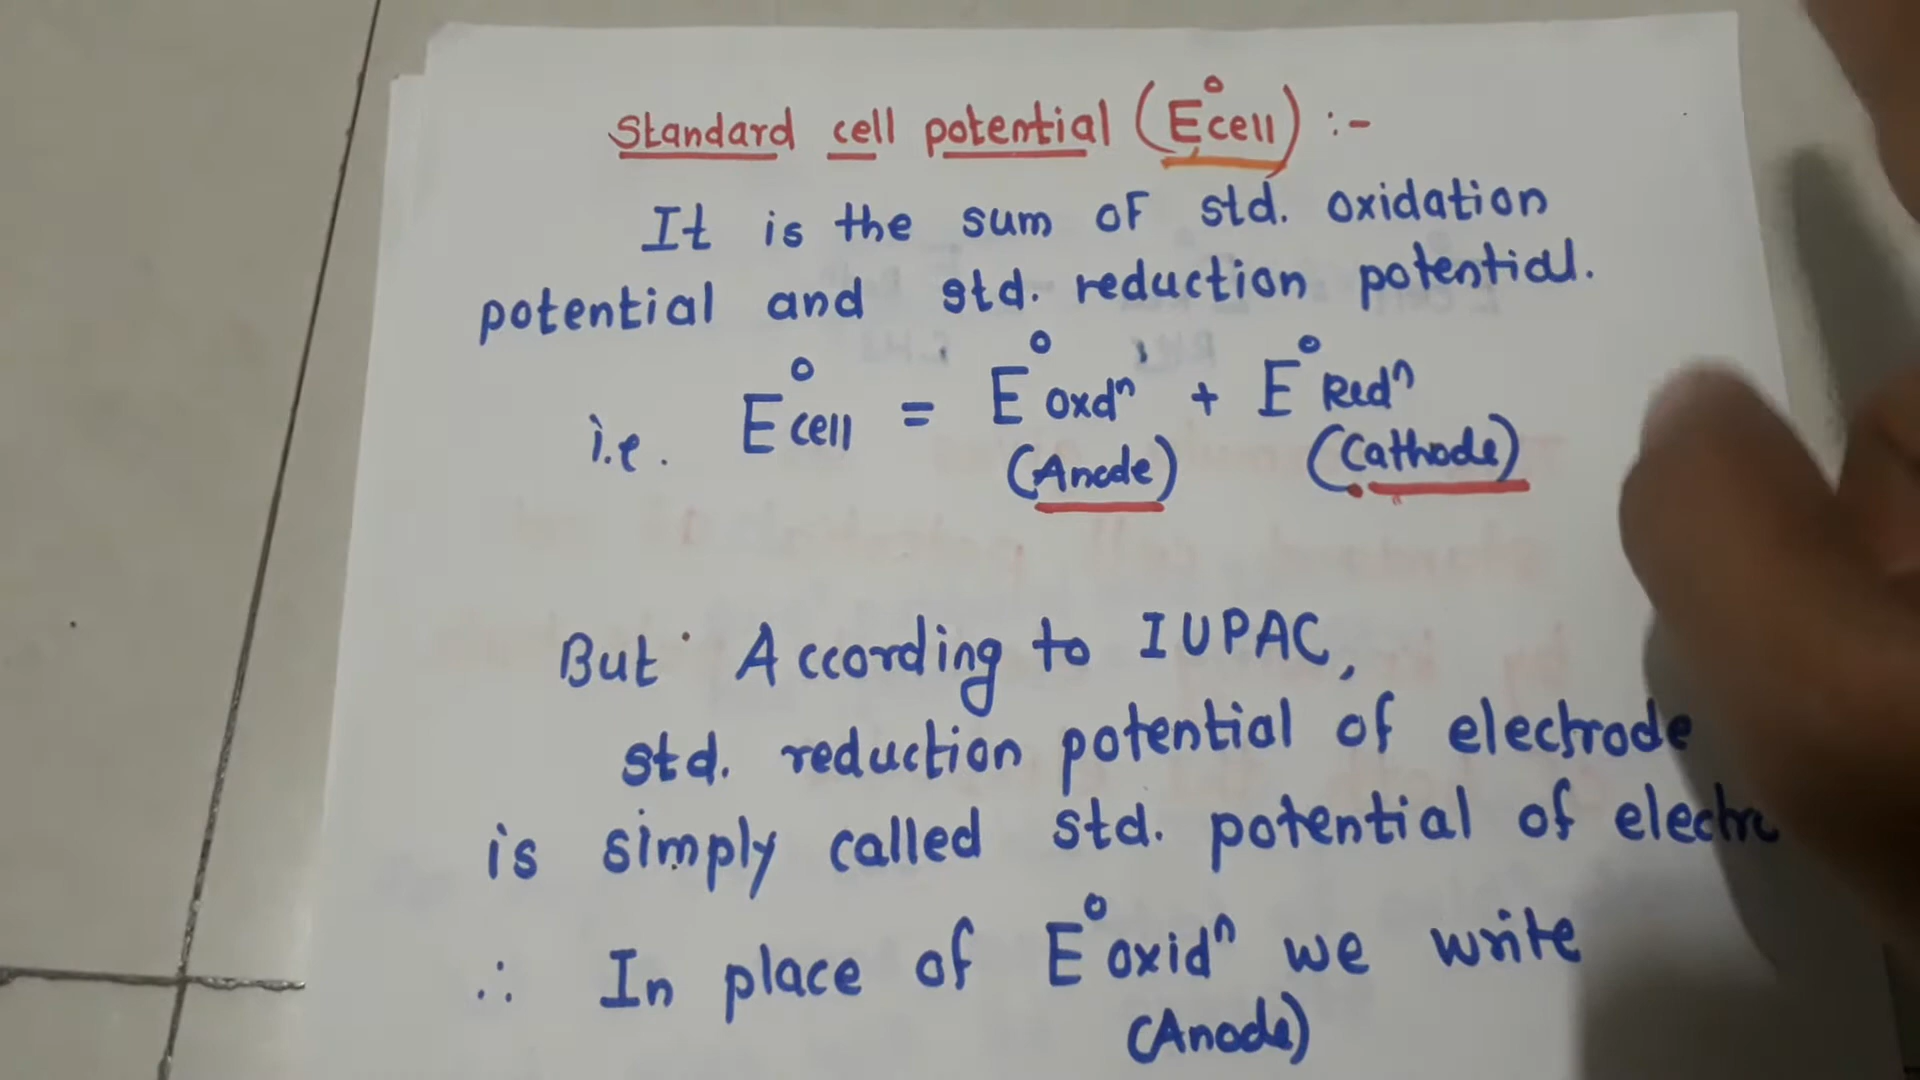 Standard cell potential (E°cell) :-
It is the sum of std. oxidation
potential and std. reduction potential.
i.e. E°cell = E°oxdⁿ + E°Redⁿ
(Anode) (Cathode)
But According to IUPAC,
std. reduction potential of electrode
is simply called std. potential of electro
∴ In place of E°oxidⁿ we write
(Anode)